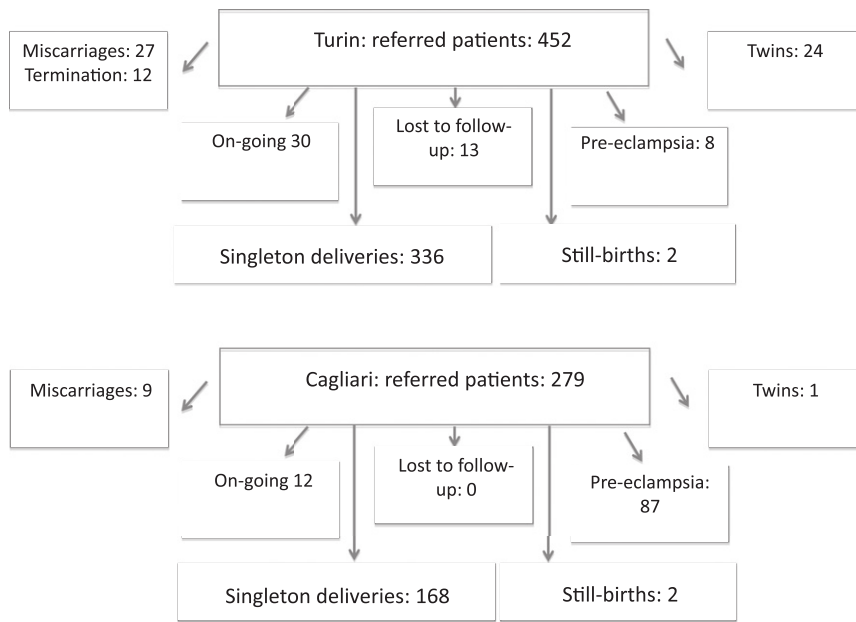 Turin: referred patients: 452
Miscarriages: 27
Termination: 12
Twins: 24
On-going 30
Lost to follow-
up: 13
Pre-eclampsia: 8
Singleton deliveries: 336
Still-births: 2
Cagliari: referred patients: 279
Miscarriages: 9
Twins: 1
On-going 12
Lost to follow-
up: 0
Pre-eclampsia:
87
Singleton deliveries: 168
Still-births: 2